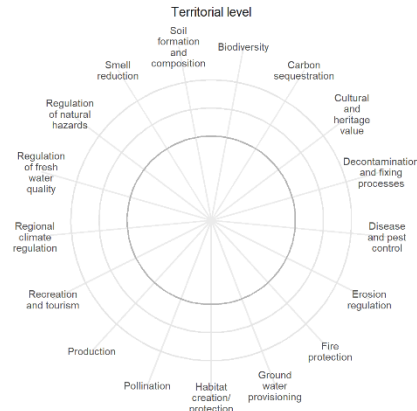 Territorial level
Biodiversity
Carbon
sequestration
Cultural
and
heritage
value
Decontamination
and fixing
processes
Disease
and pest
control
Erosion
regulation
Fire
protection
Ground
water
provisioning
Habitat
creation/
protection
Pollination
Production
Recreation
and tourism
Regional
climate
regulation
Regulation
of fresh
water
quality
Regulation
of natural
hazards
Smell
reduction
Soil
formation
and
composition